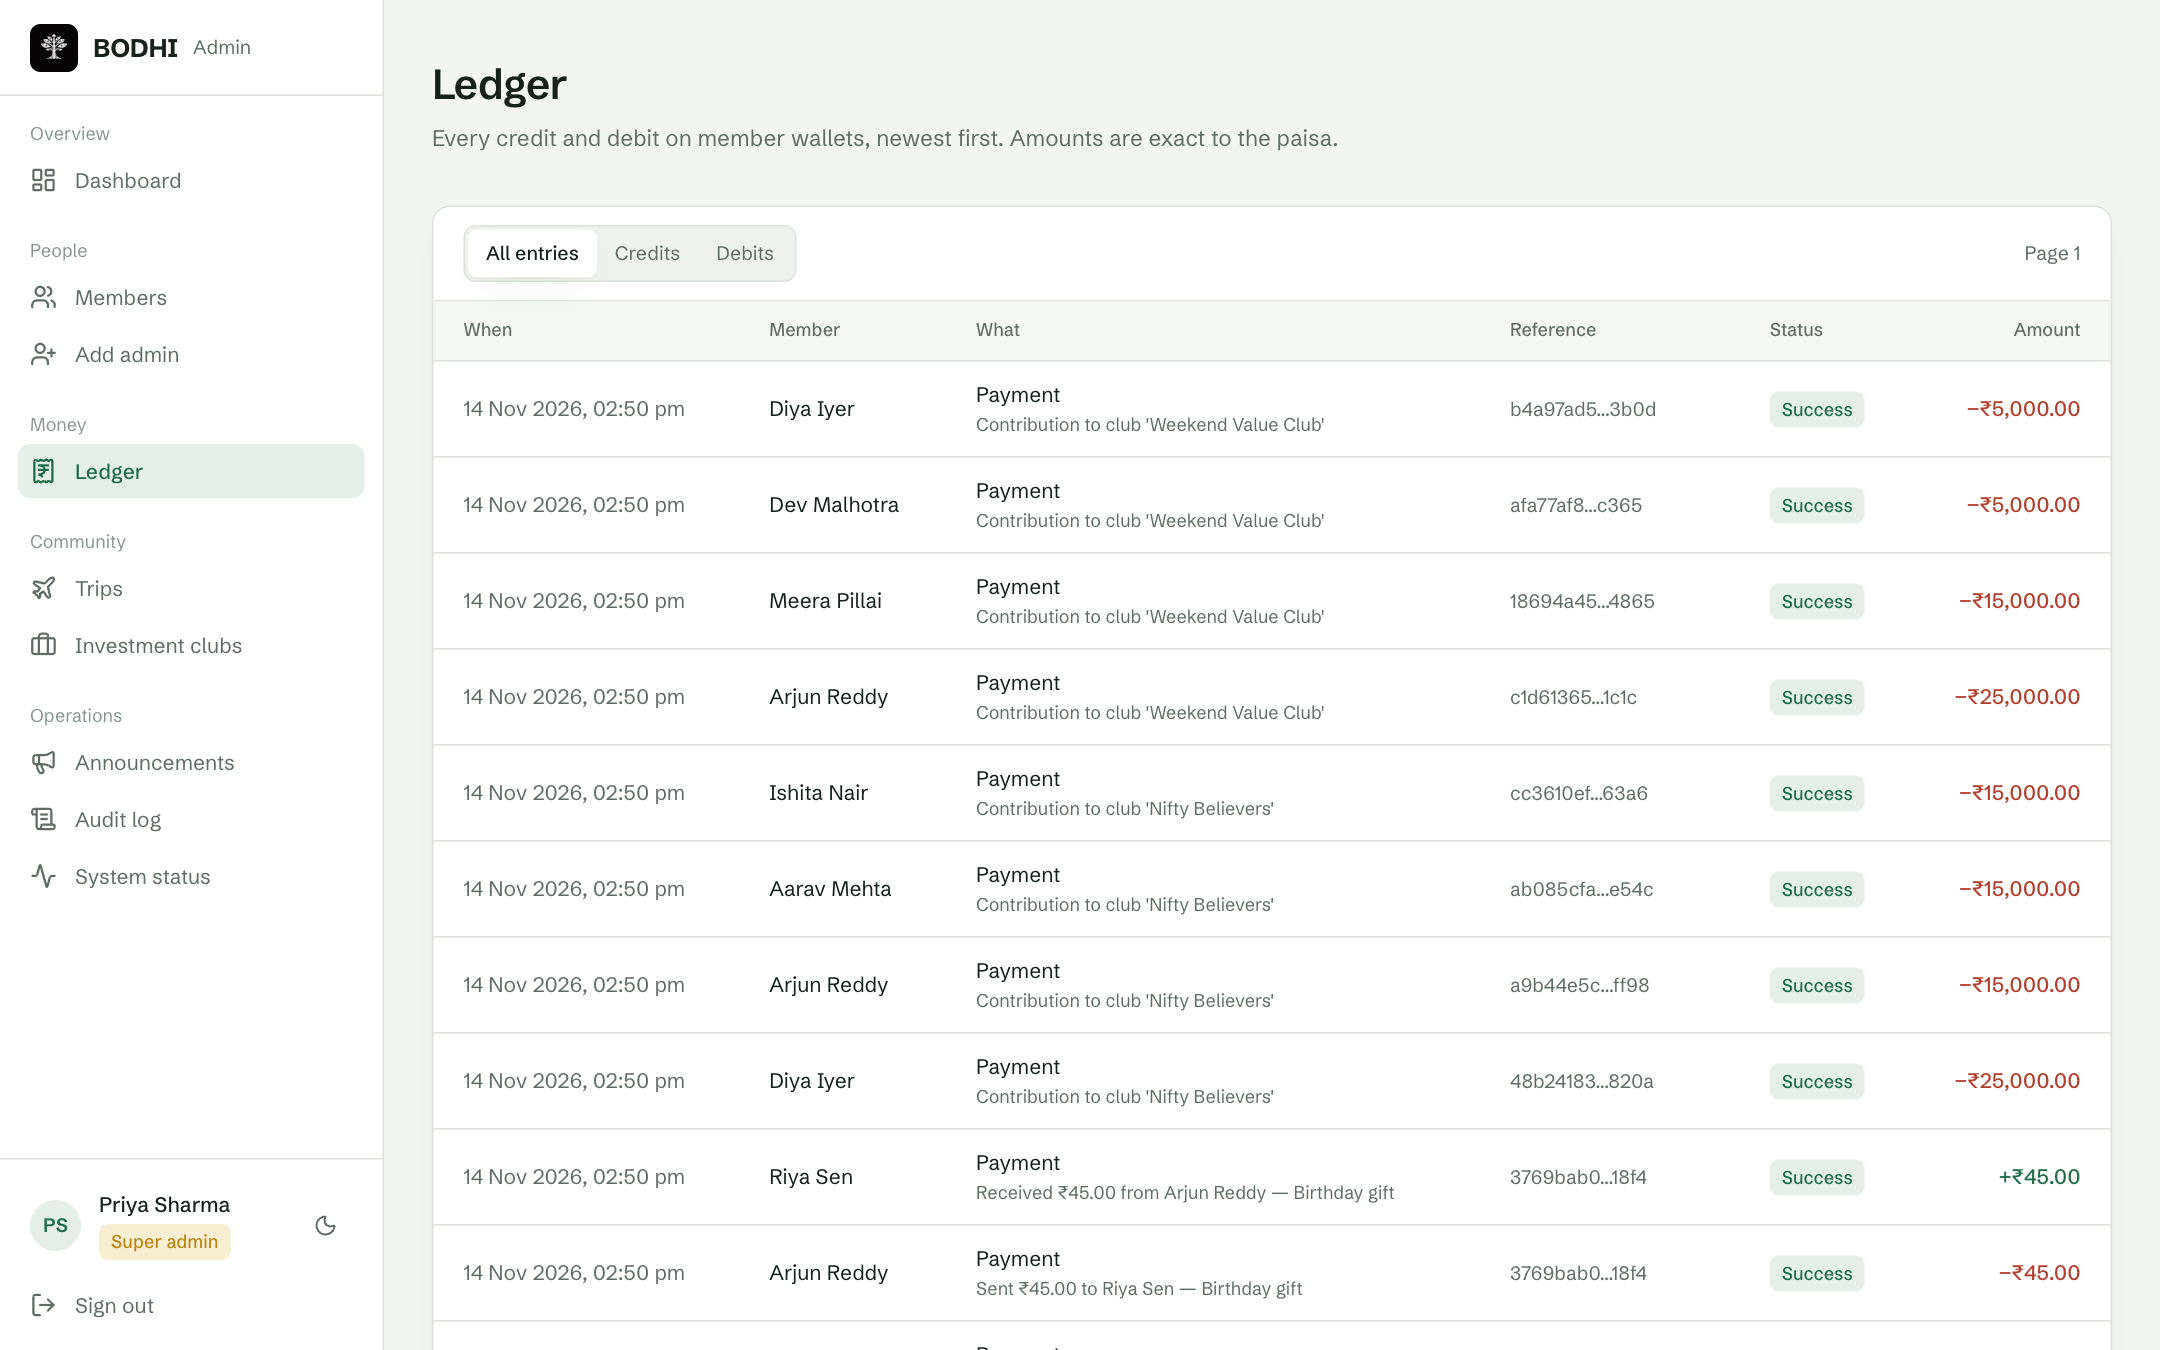 BODHI Admin
Overview
Dashboard
People
Members
Add admin
Money
Ledger
Community
Trips
Investment clubs
Operations
Announcements
Audit log
System status
PS
Priya Sharma
Super admin
Sign out
Ledger
Every credit and debit on member wallets, newest first. Amounts are exact to the paisa.
All entries Credits Debits Page 1
When Member What Reference Status Amount
14 Nov 2026, 02:50 pm Diya Iyer Payment b4a97ad5...3b0d Success −₹5,000.00
Contribution to club 'Weekend Value Club'
14 Nov 2026, 02:50 pm Dev Malhotra Payment afa77af8...c365 Success −₹5,000.00
Contribution to club 'Weekend Value Club'
14 Nov 2026, 02:50 pm Meera Pillai Payment 18694a45...4865 Success −₹15,000.00
Contribution to club 'Weekend Value Club'
14 Nov 2026, 02:50 pm Arjun Reddy Payment c1d61365...1c1c Success −₹25,000.00
Contribution to club 'Weekend Value Club'
14 Nov 2026, 02:50 pm Ishita Nair Payment cc3610ef...63a6 Success −₹15,000.00
Contribution to club 'Nifty Believers'
14 Nov 2026, 02:50 pm Aarav Mehta Payment ab085cfa...e54c Success −₹15,000.00
Contribution to club 'Nifty Believers'
14 Nov 2026, 02:50 pm Arjun Reddy Payment a9b44e5c...ff98 Success −₹15,000.00
Contribution to club 'Nifty Believers'
14 Nov 2026, 02:50 pm Diya Iyer Payment 48b24183...820a Success −₹25,000.00
Contribution to club 'Nifty Believers'
14 Nov 2026, 02:50 pm Riya Sen Payment 3769bab0...18f4 Success +₹45.00
Received ₹45.00 from Arjun Reddy — Birthday gift
14 Nov 2026, 02:50 pm Arjun Reddy Payment 3769bab0...18f4 Success −₹45.00
Sent ₹45.00 to Riya Sen — Birthday gift